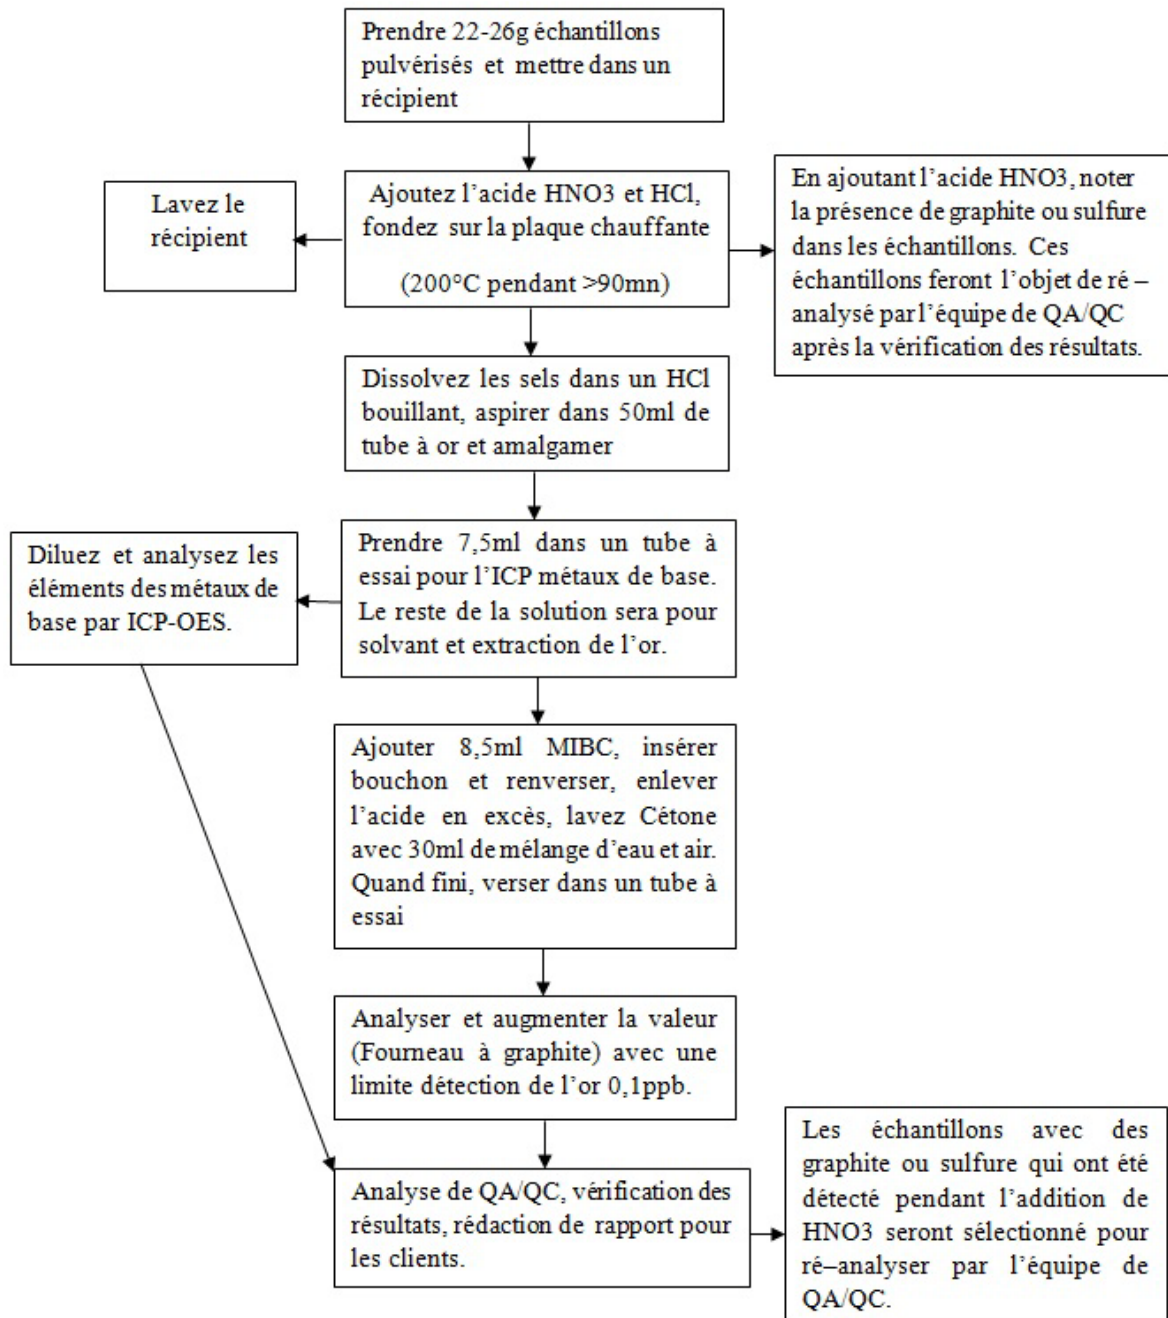 Prendre 22-26g échantillons
pulvérisés et mettre dans un
récipient
Lavez le
récipient
Ajoutez l'acide HNO3 et HCl,
fondez sur la plaque chauffante
(200°C pendant >90mn)
En ajoutant l'acide HNO3, noter
la présence de graphite ou sulfure
dans les échantillons. Ces
échantillons feront l'objet de ré –
analysé par l'équipe de QA/QC
après la vérification des résultats.
Dissolvez les sels dans un HCl
bouillant, aspirer dans 50ml de
tube à or et amalgamer
Diluez et analysez les
éléments des métaux de
base par ICP-OES.
Prendre 7,5ml dans un tube à
essai pour l'ICP métaux de base.
Le reste de la solution sera pour
solvant et extraction de l'or.
Ajouter 8,5ml MIBC, insérer
bouchon et renverser, enlever
l'acide en excès, lavez Cétone
avec 30ml de mélange d'eau et air.
Quand fini, verser dans un tube à
essai
Analyser et augmenter la valeur
(Fourneau à graphite) avec une
limite détection de l'or 0,1ppb.
Analyse de QA/QC, vérification des
résultats, rédaction de rapport pour
les clients.
Les échantillons avec des
graphite ou sulfure qui ont été
détecté pendant l'addition de
HNO3 seront sélectionné pour
ré–analyser par l'équipe de
QA/QC.